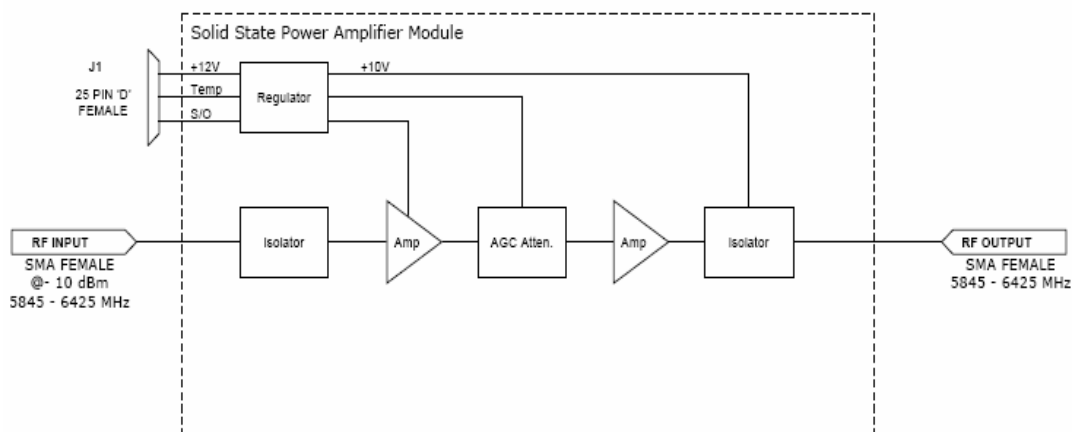 Solid State Power Amplifier Module
J1
25 PIN 'D'
FEMALE
+12V
Temp
S/O
Regulator
+10V
RF INPUT
SMA FEMALE
@- 10 dBm
5845 - 6425 MHz
Isolator
Amp
AGC Atten.
Amp
Isolator
RF OUTPUT
SMA FEMALE
5845 - 6425 MHz